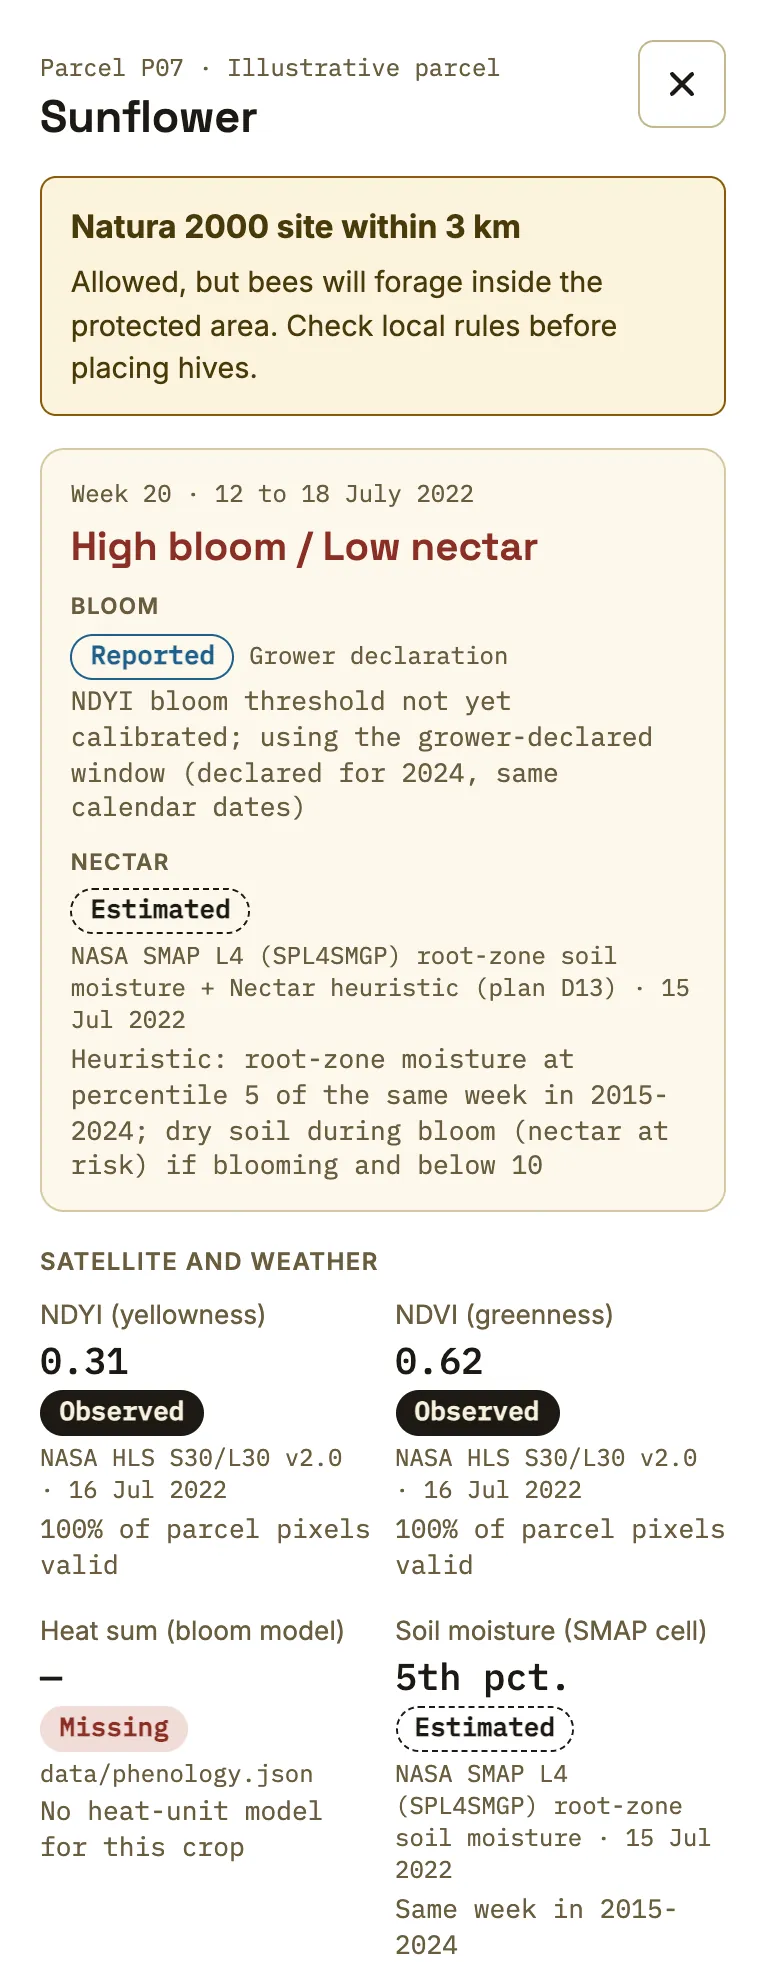 Parcel P07 · Illustrative parcel
Sunflower
Natura 2000 site within 3 km
Allowed, but bees will forage inside the
protected area. Check local rules before
placing hives.
Week 20 · 12 to 18 July 2022
High bloom / Low nectar
BLOOM
Reported Grower declaration
NDYI bloom threshold not yet
calibrated; using the grower-declared
window (declared for 2024, same
calendar dates)
NECTAR
Estimated
NASA SMAP L4 (SPL4SMGP) root-zone soil
moisture + Nectar heuristic (plan D13) · 15
Jul 2022
Heuristic: root-zone moisture at
percentile 5 of the same week in 2015-
2024; dry soil during bloom (nectar at
risk) if blooming and below 10
SATELLITE AND WEATHER
NDYI (yellowness)
0.31
Observed
NASA HLS S30/L30 v2.0
· 16 Jul 2022
100% of parcel pixels
valid
NDVI (greenness)
0.62
Observed
NASA HLS S30/L30 v2.0
· 16 Jul 2022
100% of parcel pixels
valid
Heat sum (bloom model)
—
Missing
data/phenology.json
No heat-unit model
for this crop
Soil moisture (SMAP cell)
5th pct.
Estimated
NASA SMAP L4
(SPL4SMGP) root-zone
soil moisture · 15 Jul
2022
Same week in 2015-
2024